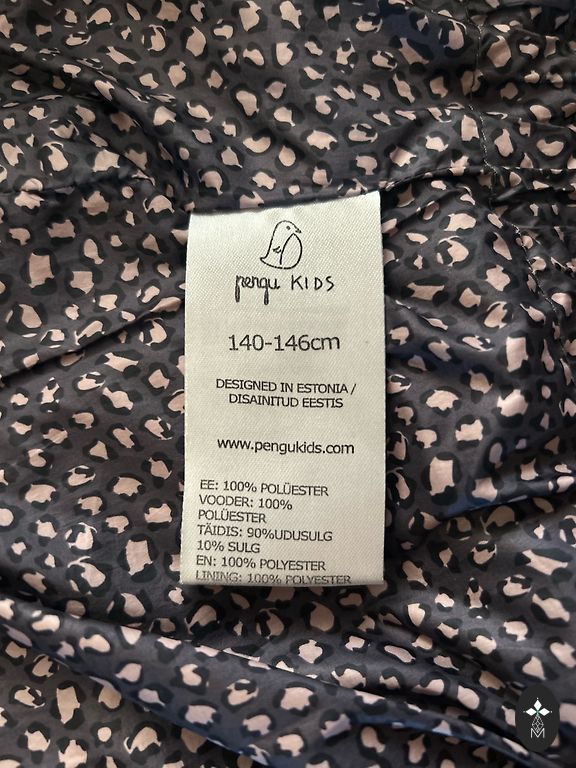 pengu KIDS
140-146cm
DESIGNED IN ESTONIA /
DISAINITUD EESTIS
www.pengukids.com
EE: 100% POLÜESTER
VOODER: 100%
POLÜESTER
TÄIDIS: 90%UDUSULG
10% SULG
EN: 100% POLYESTER
LINING: 100% POLYESTER